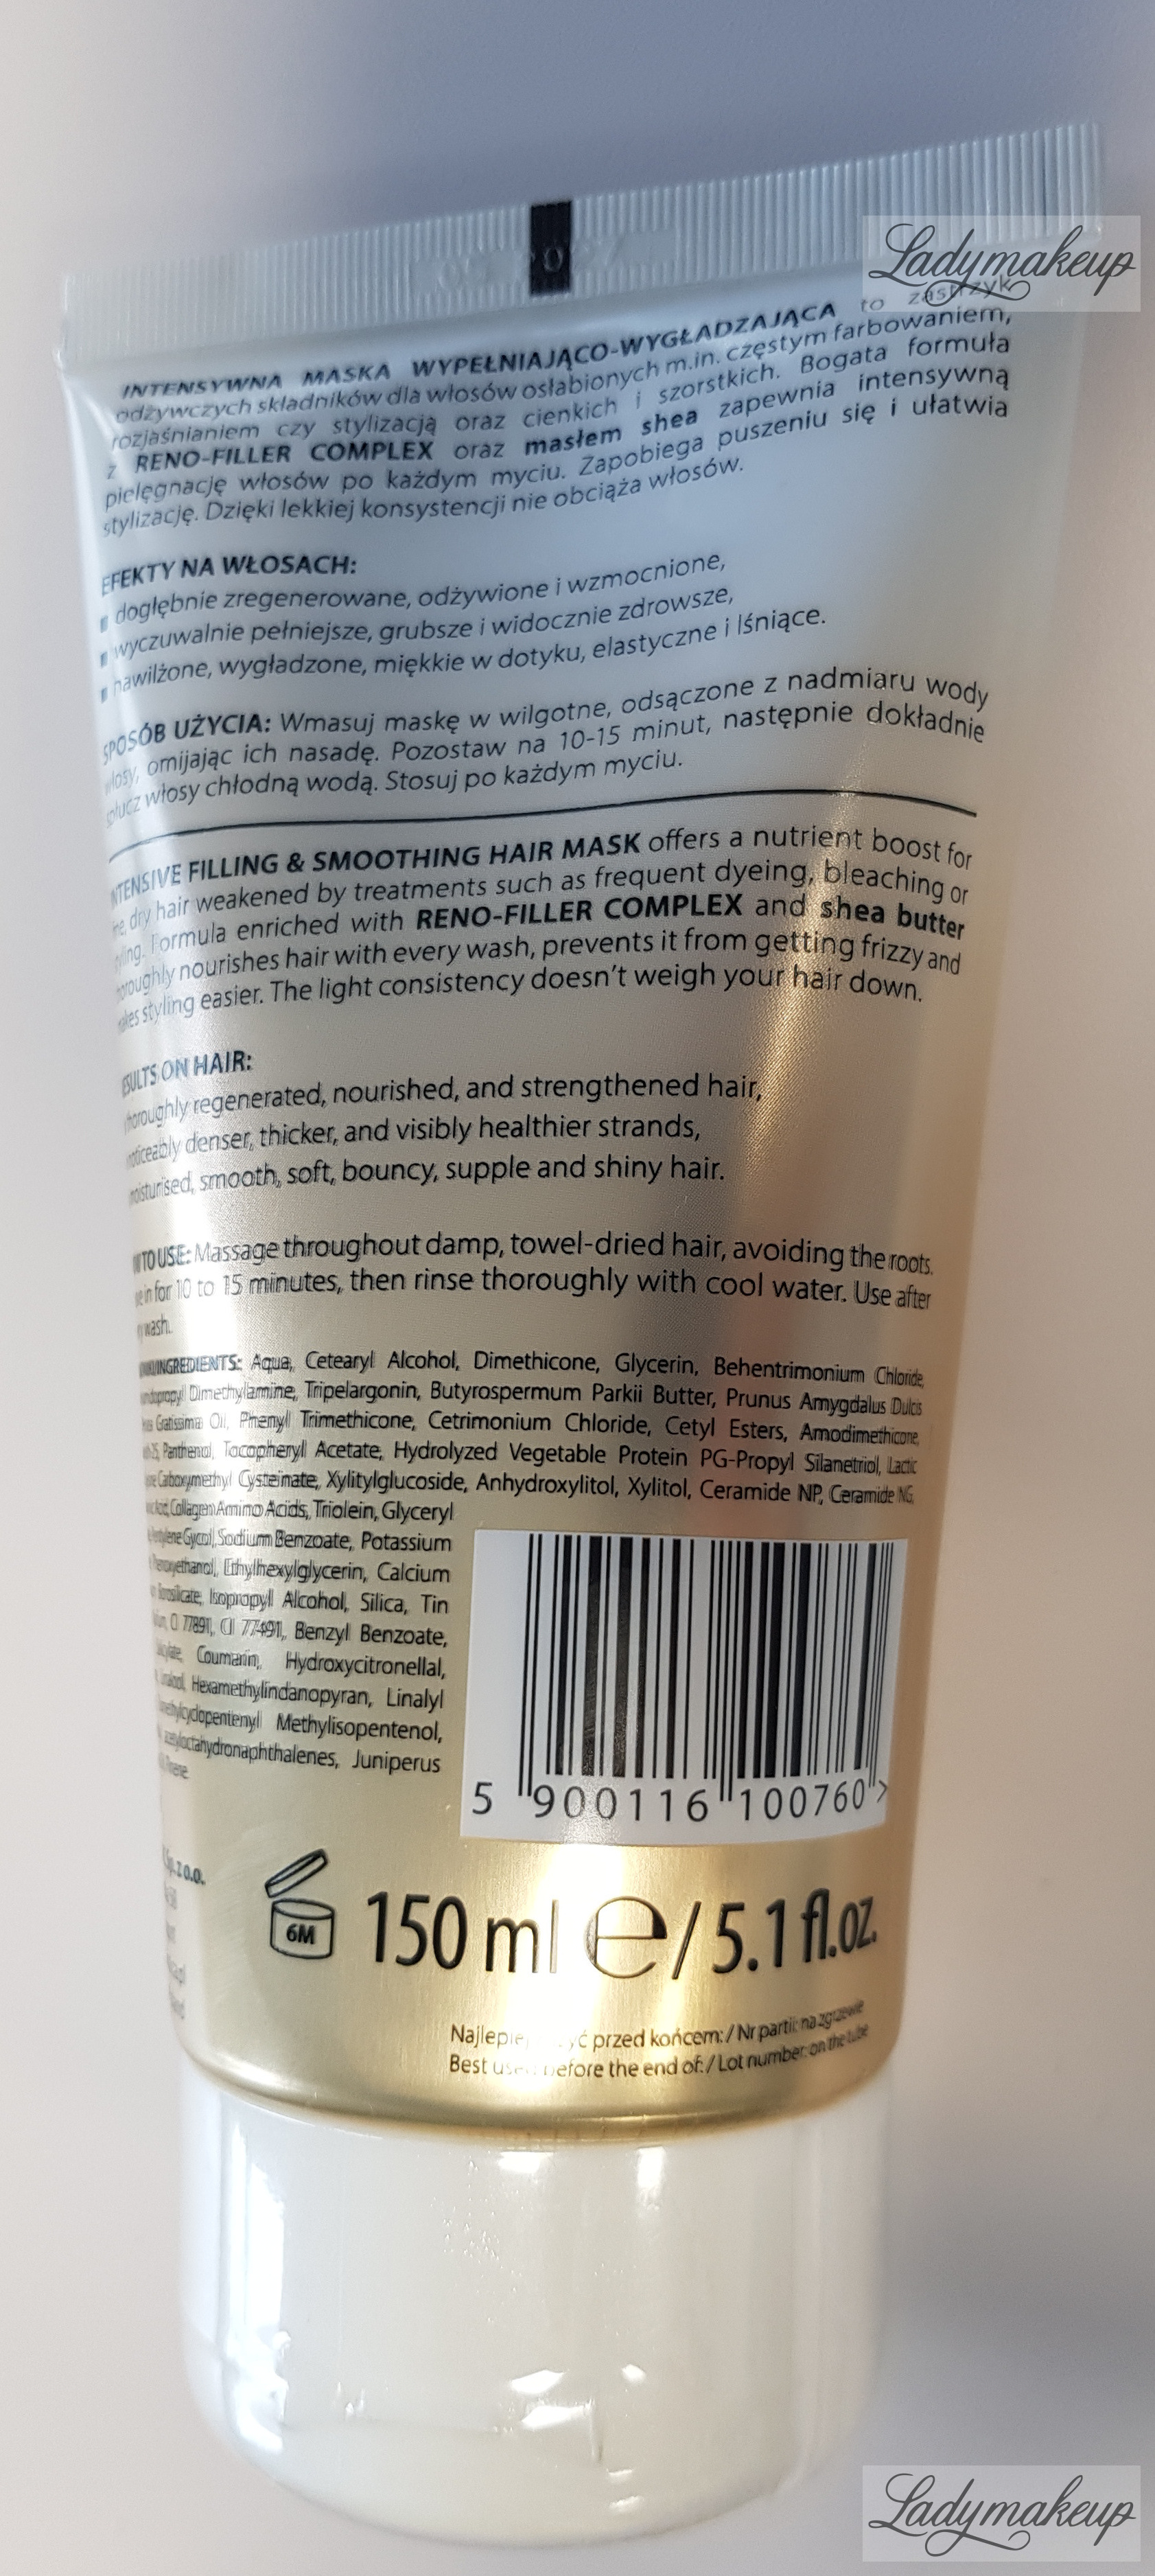 Ladymakeup
INTENSYWNA MASKA WYPEŁNIAJĄCO-WYGŁADZAJĄCA to zastrzyk
odżywczych składników dla włosów osłabionych m.in. częstym farbowaniem,
rozjaśnianiem czy stylizacją oraz cienkich i szorstkich. Bogata formuła
z RENO-FILLER COMPLEX oraz masłem shea zapewnia intensywną
pielęgnację włosów po każdym myciu. Zapobiega puszeniu się i ułatwia
stylizację. Dzięki lekkiej konsystencji nie obciąża włosów.
EFEKTY NA WŁOSACH:
▪ dogłębnie zregenerowane, odżywione i wzmocnione,
▪ wyczuwalnie pełniejsze, grubsze i widocznie zdrowsze,
▪ nawilżone, wygładzone, miękkie w dotyku, elastyczne i lśniące.
SPOSÓB UŻYCIA: Wmasuj maskę w wilgotne, odsączone z nadmiaru wody
włosy, omijając ich nasadę. Pozostaw na 10-15 minut, następnie dokładnie
spłucz włosy chłodną wodą. Stosuj po każdym myciu.
NTENSIVE FILLING & SMOOTHING HAIR MASK offers a nutrient boost for
ne, dry hair weakened by treatments such as frequent dyeing, bleaching or
ling. Formula enriched with RENO-FILLER COMPLEX and shea butter
horoughly nourishes hair with every wash, prevents it from getting frizzy and
akes styling easier. The light consistency doesn't weigh your hair down.
ESULTS ON HAIR:
horoughly regenerated, nourished, and strengthened hair,
noticeably denser, thicker, and visibly healthier strands,
moisturised, smooth, soft, bouncy, supple and shiny hair.
W TO USE: Massage throughout damp, towel-dried hair, avoiding the roots.
ve in for 10 to 15 minutes, then rinse thoroughly with cool water. Use after
wash.
INGREDIENTS: Aqua, Cetearyl Alcohol, Dimethicone, Glycerin, Behentrimonium Chloride,
Dimethylamine, Tripelargonin, Butyrospermum Parkii Butter, Prunus Amygdalus Dulcis
Gratissima Oil, Phenyl Trimethicone, Cetrimonium Chloride, Cetyl Esters, Amodimethicone,
Panthenol, Tocopheryl Acetate, Hydrolyzed Vegetable Protein PG-Propyl Silanetriol, Lactic
Carboxymethyl Cysteinate, Xylitylglucoside, Anhydroxylitol, Xylitol, Ceramide NP, Ceramide NG,
Collagen Amino Acids, Triolein, Glyceryl
Glycol, Sodium Benzoate, Potassium
Phenoxyethanol, Ethylhexylglycerin, Calcium
Borosilicate, Isopropyl Alcohol, Silica, Tin
CI 77891, CI 77491, Benzyl Benzoate,
Coumarin, Hydroxycitronellal,
Linalool, Hexamethylindanopyran, Linalyl
Methylisopentenol,
Juniperus
5 900116 100760 >
Sp. z o.o.
6M
150 ml e / 5.1 fl.oz.
przed końcem: / Nr partii: na zgrzewie
Best before the end of: / Lot number: on the tube
Ladymakeup